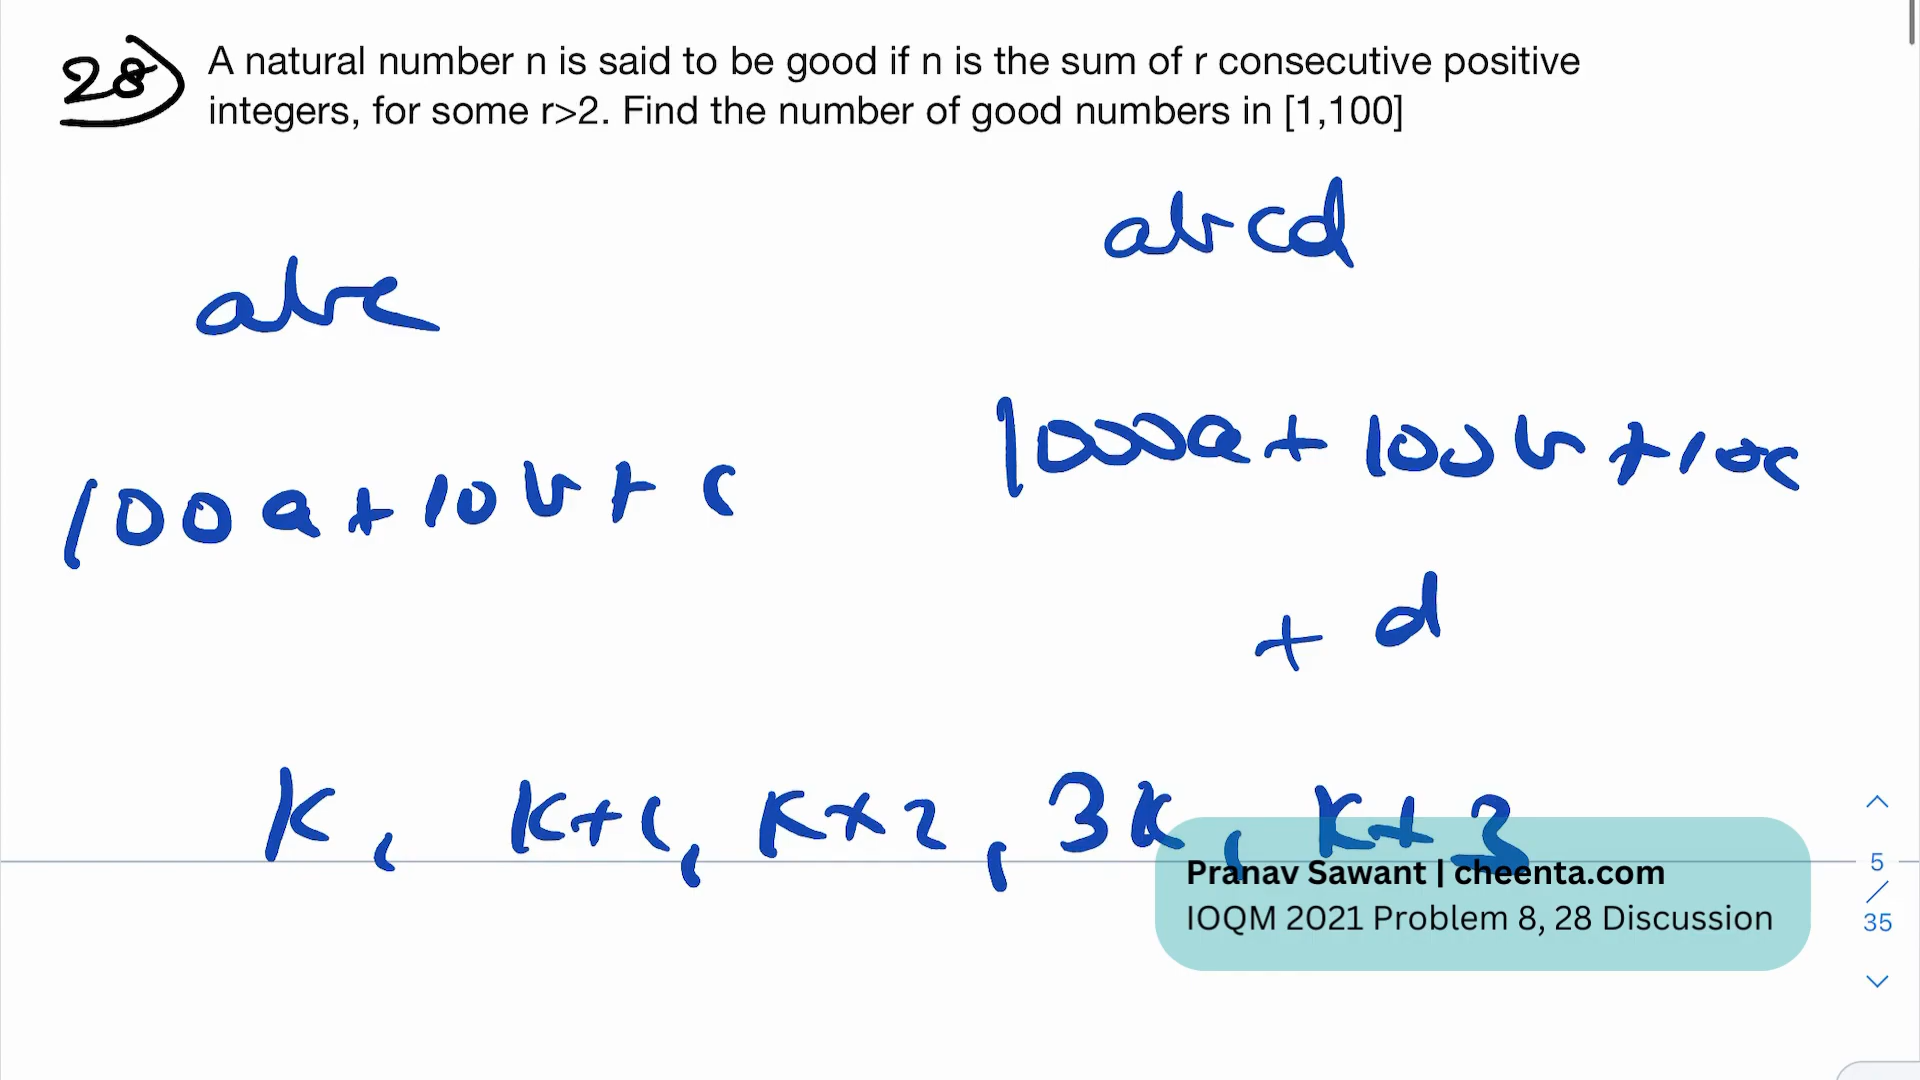 28) A natural number n is said to be good if n is the sum of r consecutive positive
integers, for some r>2. Find the number of good numbers in [1,100]
abcd
abc
1000a + 100b + 10c
100a + 10b + c
+ d
k, k+1, k+2, 3k, k+3
5
/
35
Pranav Sawant | cheenta.com
IOQM 2021 Problem 8, 28 Discussion